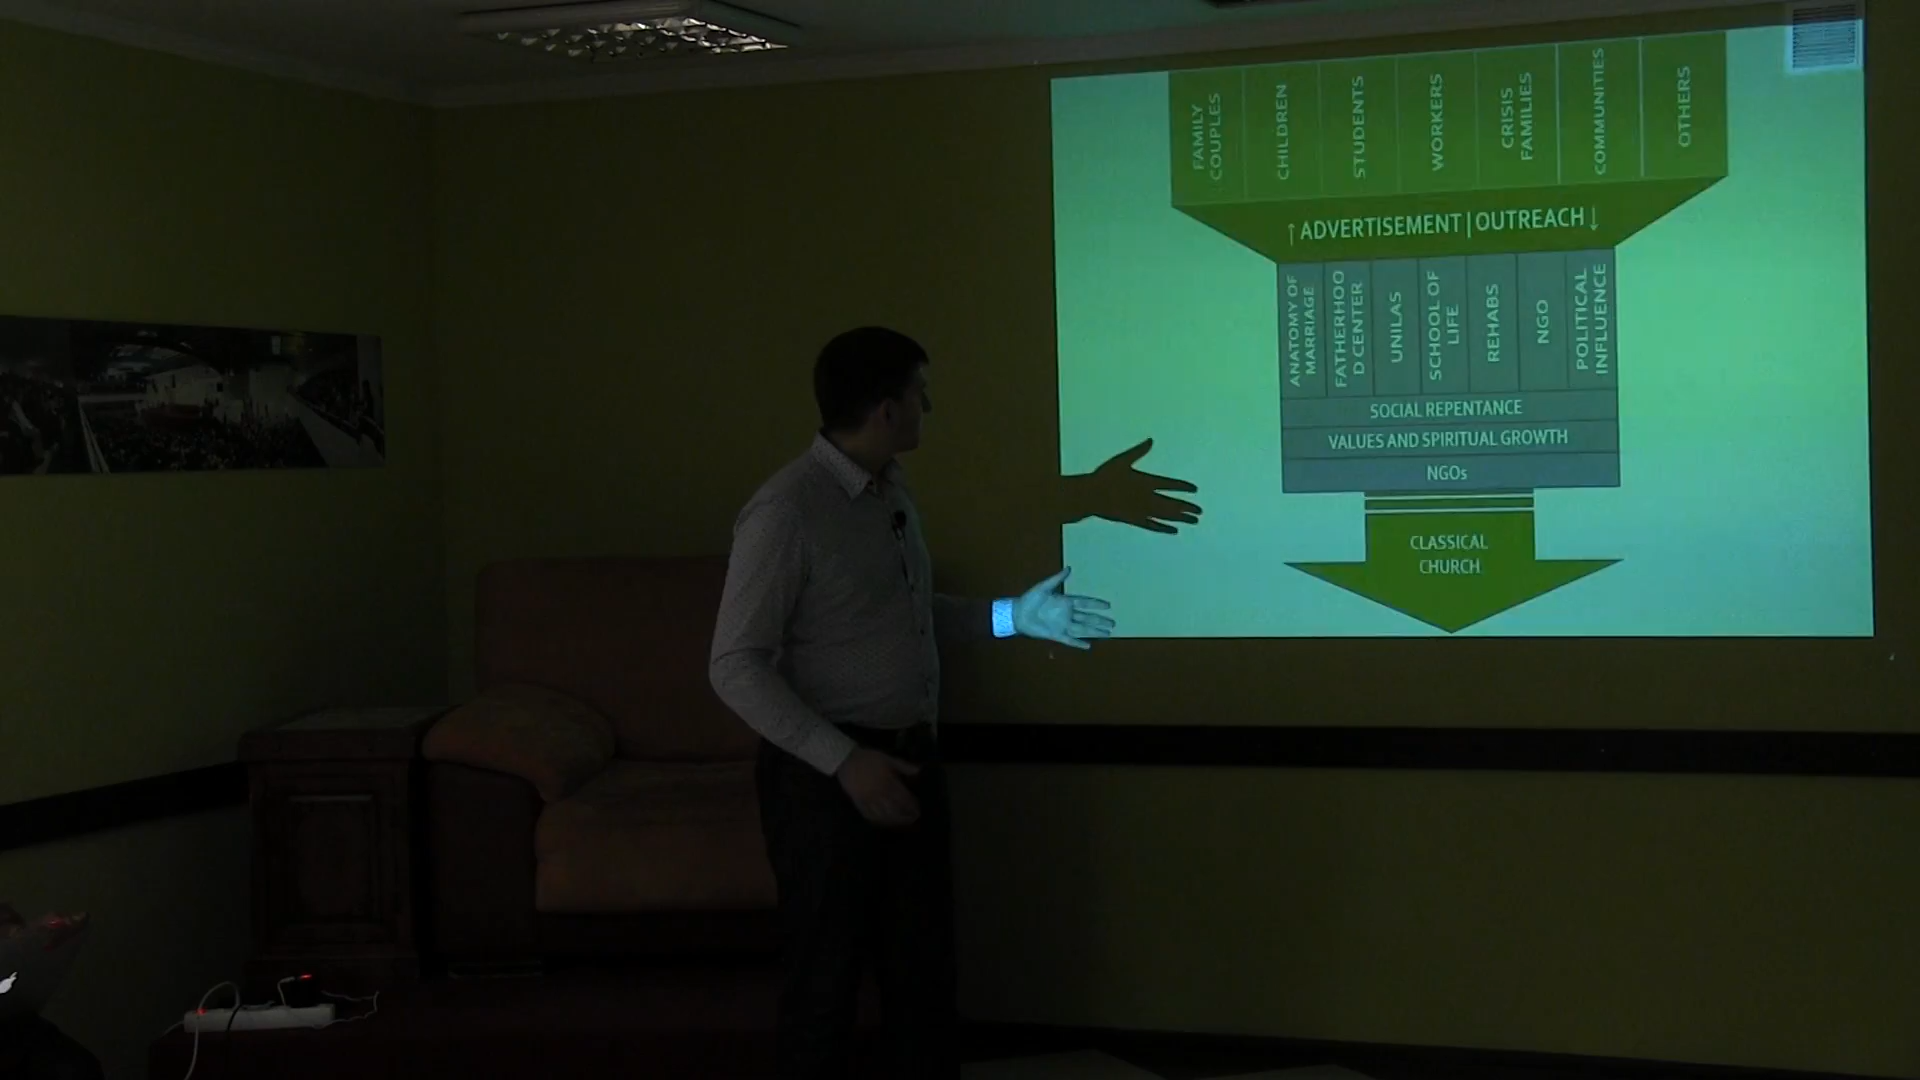 FAMILY
COUPLES
CHILDREN
STUDENTS
WORKERS
CRISIS
FAMILIES
COMMUNITIES
OTHERS
↑ADVERTISEMENT|OUTREACH↓
ANATOMY OF
MARRIAGE
FATHERHOO
D CENTER
UNILAS
SCHOOL OF
LIFE
REHABS
NGO
POLITICAL
INFLUENCE
SOCIAL REPENTANCE
VALUES AND SPIRITUAL GROWTH
NGOs
CLASSICAL
CHURCH